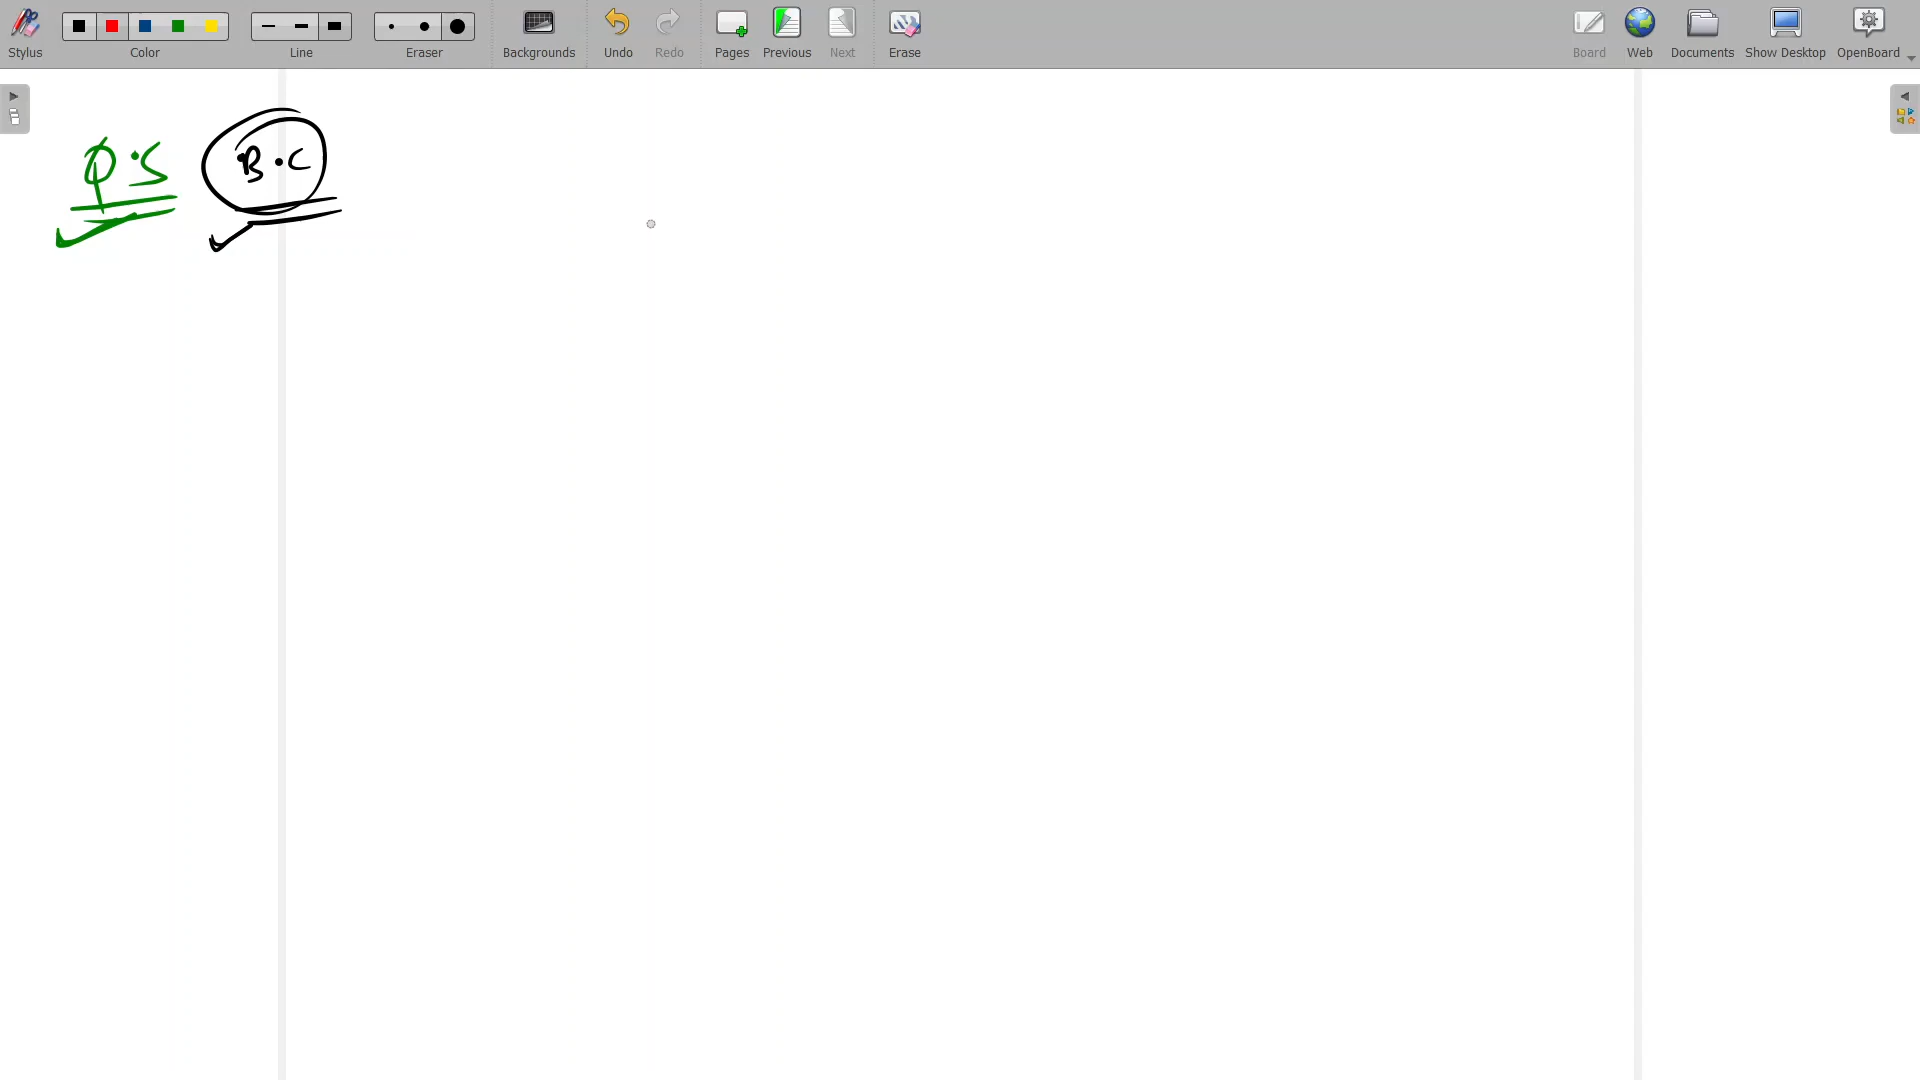 Stylus Color Line Eraser Backgrounds Undo Redo Pages Previous Next Erase Board Web Documents Show Desktop OpenBoard
φ·S B·C